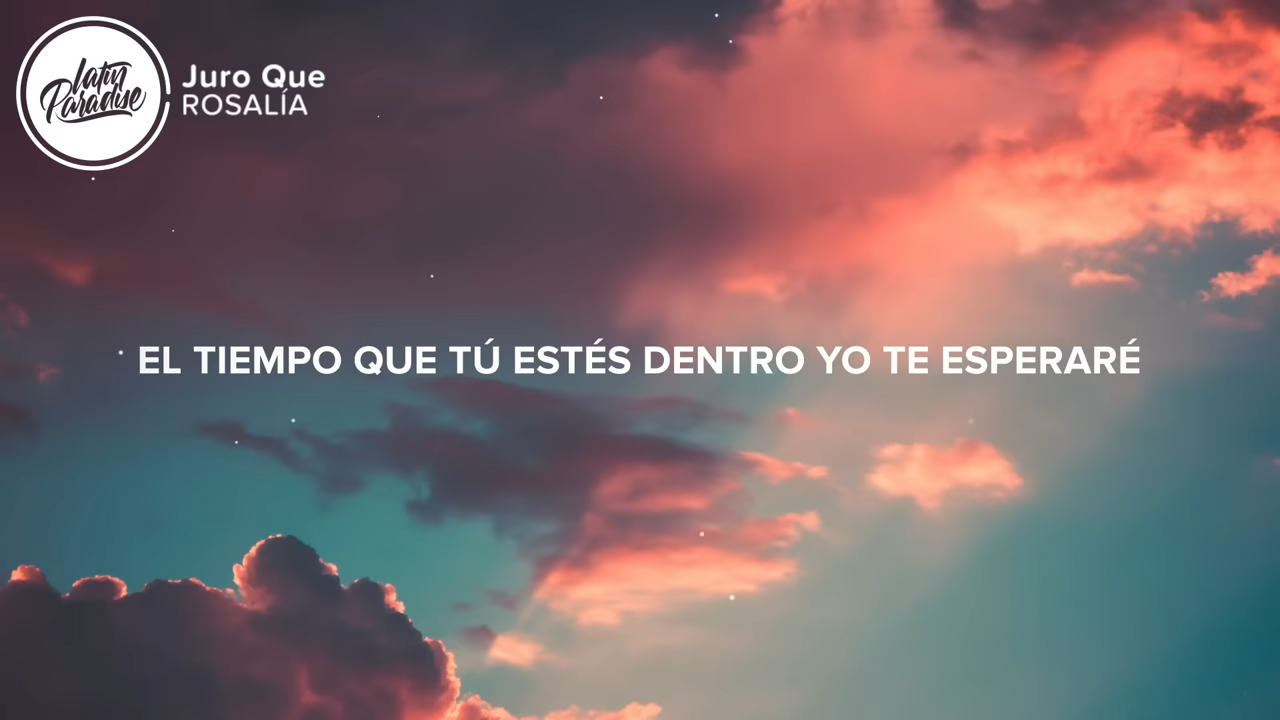 Latin
Paradise
Juro Que
ROSALÍA
EL TIEMPO QUE TÚ ESTÉS DENTRO YO TE ESPERARÉ